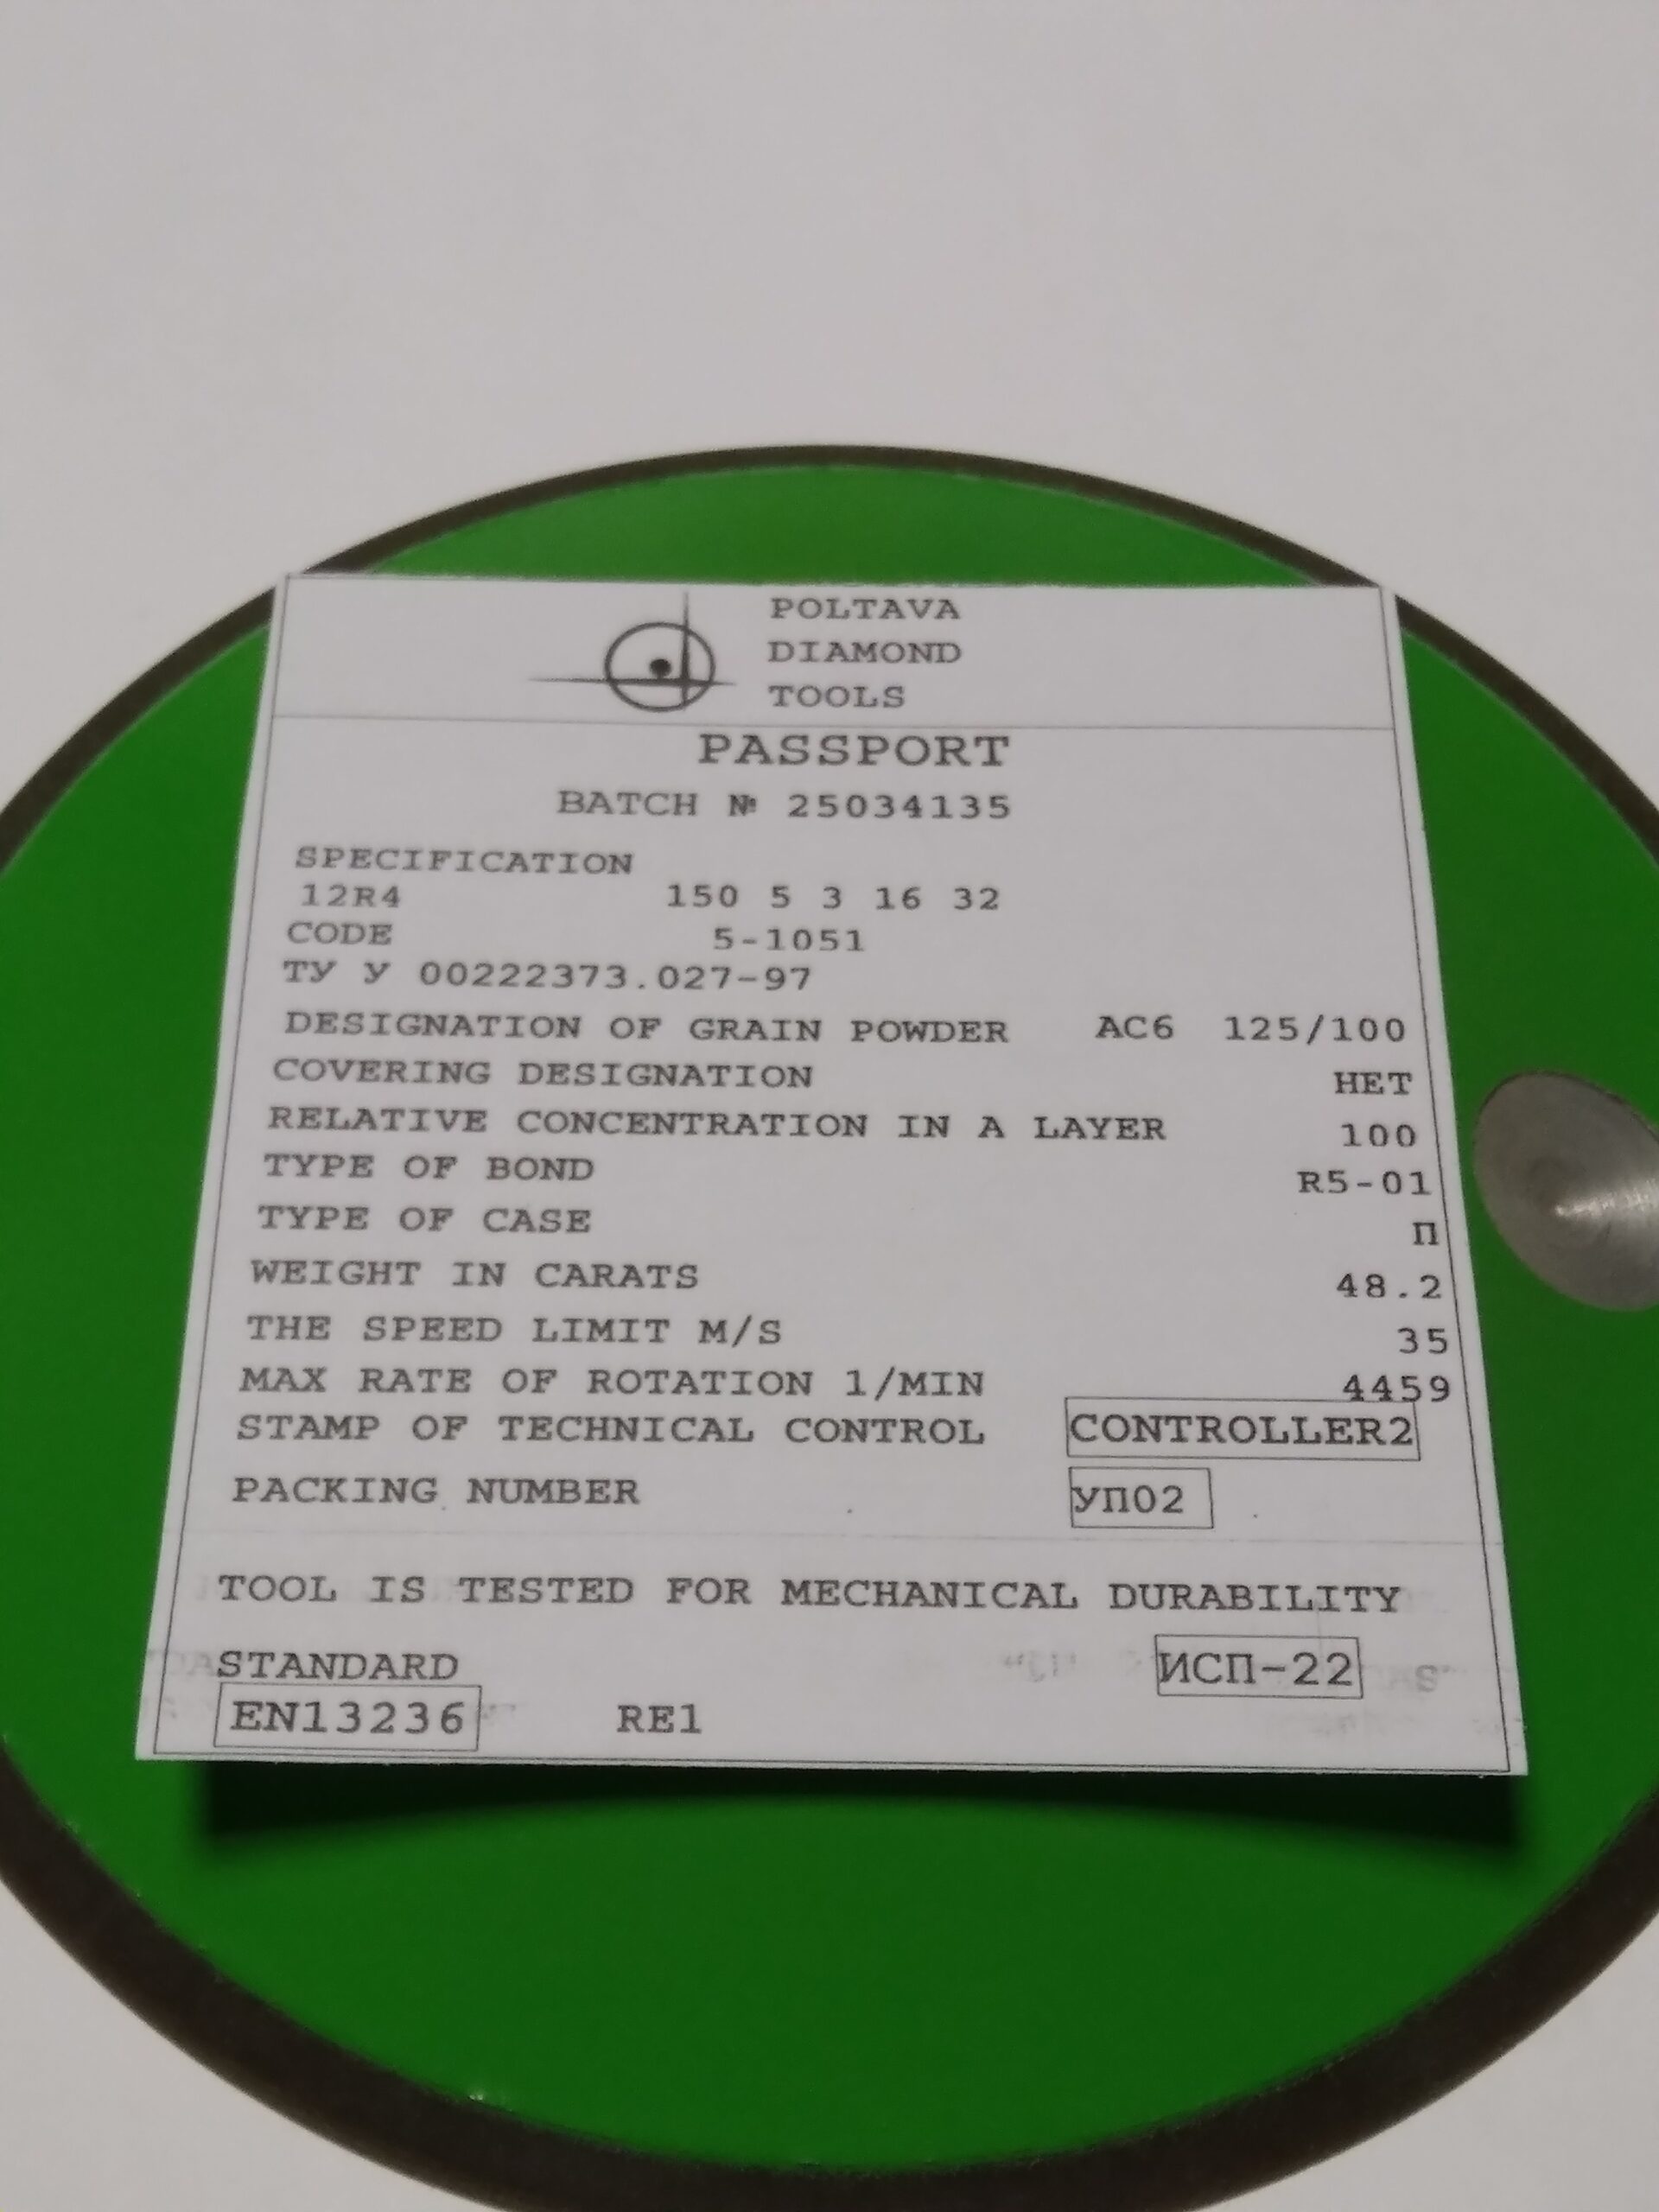 POLTAVA
DIAMOND
TOOLS
PASSPORT
BATCH № 25034135
SPECIFICATION
12R4 150 5 3 16 32
CODE 5-1051
ТУ У 00222373.027-97
DESIGNATION OF GRAIN POWDER AC6 125/100
COVERING DESIGNATION НЕТ
RELATIVE CONCENTRATION IN A LAYER 100
TYPE OF BOND R5-01
TYPE OF CASE П
WEIGHT IN CARATS 48.2
THE SPEED LIMIT M/S 35
MAX RATE OF ROTATION 1/MIN 4459
STAMP OF TECHNICAL CONTROL CONTROLLER2
PACKING NUMBER УП02
TOOL IS TESTED FOR MECHANICAL DURABILITY
STANDARD ИСП-22
EN13236 RE1